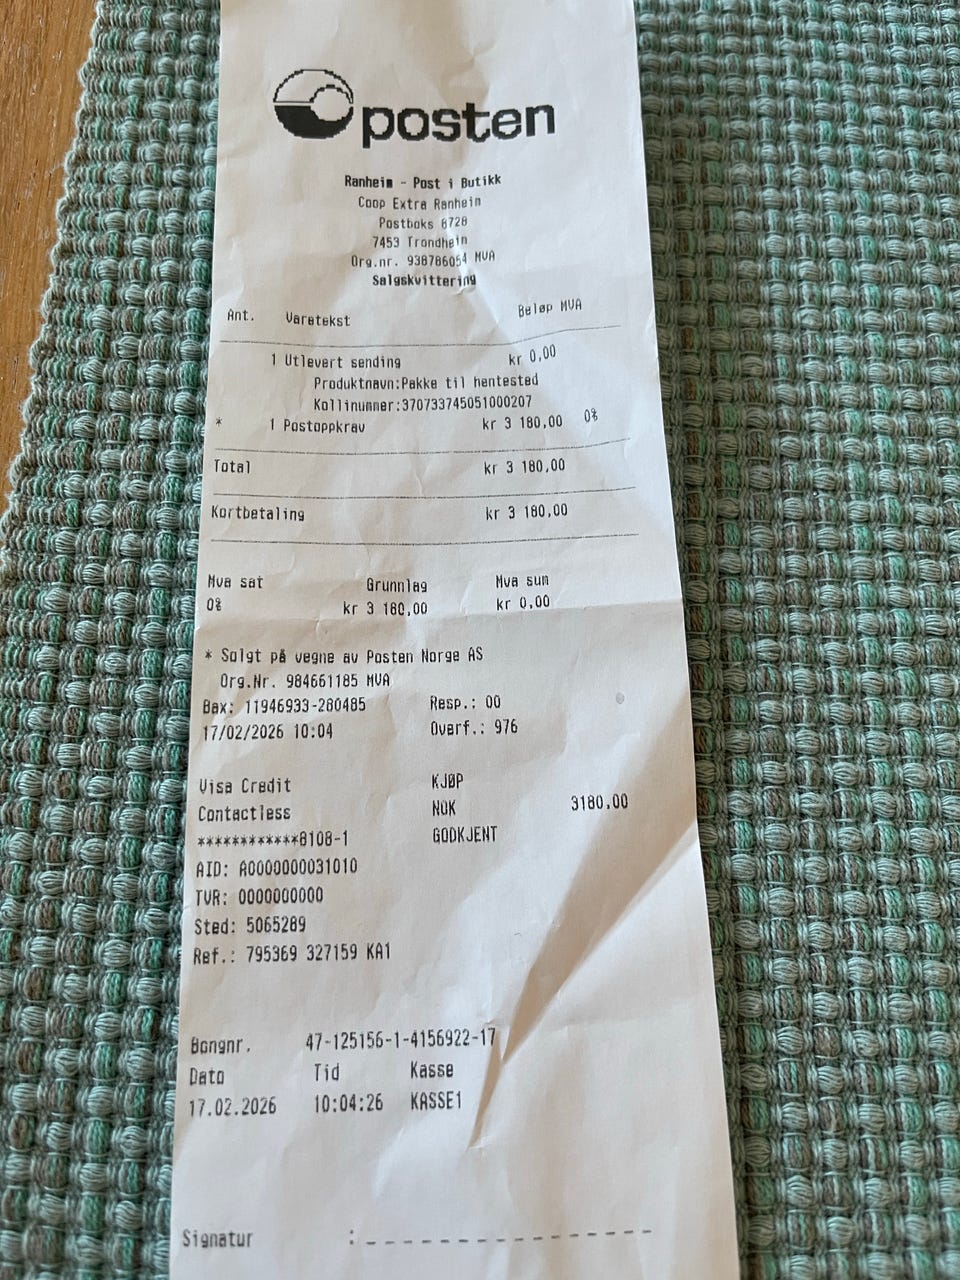 posten
Ranheim - Post i Butikk
Coop Extra Ranheim
Postboks 8728
7453 Trondheim
Org.nr. 938786054 MVA
Salgskvittering
Ant. Varetekst Beløp MVA
1 Utlevert sending kr 0,00
Produktnavn:Pakke til hentested
Kollinummer:370733745051000207
* 1 Postoppkrav kr 3 180,00 0%
Total kr 3 180,00
Kortbetaling kr 3 180,00
Mva sat Grunnlag Mva sum
0% kr 3 180,00 kr 0,00
* Solgt på vegne av Posten Norge AS
Org.Nr. 984661185 MVA
Bax: 11946933-280485 Resp.: 00
17/02/2026 10:04 Overf.: 976
Visa Credit KJØP
Contactless NOK 3180.00
************8108-1 GODKJENT
AID: A0000000031010
TVR: 0000000000
Sted: 5065289
Ref.: 795369 327159 KA1
Bongnr. 47-125156-1-4156922-17
Dato Tid Kasse
17.02.2026 10:04:26 KASSE1
Signatur :_ _ _ _ _ _ _ _ _ _ _ _ _ _ _